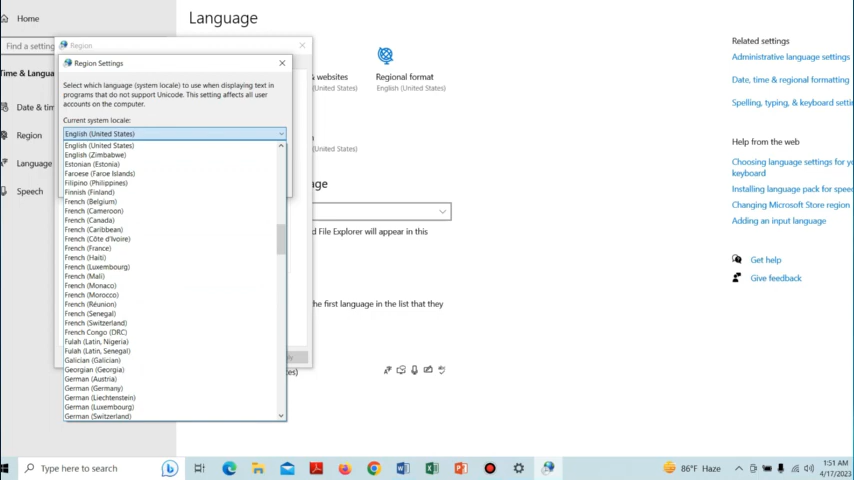 Home
Language
Find a setting
Time & Langua
Date & tim
Region
Language
Speech
Region
Region Settings
Select which language (system locale) to use when displaying text in
programs that do not support Unicode. This setting affects all user
accounts on the computer.
Current system locale:
English (United States)
English (United States)
English (Zimbabwe)
Estonian (Estonia)
Faroese (Faroe Islands)
Filipino (Philippines)
Finnish (Finland)
French (Belgium)
French (Cameroon)
French (Canada)
French (Caribbean)
French (Côte d'Ivoire)
French (France)
French (Haiti)
French (Luxembourg)
French (Mali)
French (Monaco)
French (Morocco)
French (Réunion)
French (Senegal)
French (Switzerland)
French Congo (DRC)
Fulah (Latin, Nigeria)
Fulah (Latin, Senegal)
Galician (Galician)
Georgian (Georgia)
German (Austria)
German (Germany)
German (Liechtenstein)
German (Luxembourg)
German (Switzerland)
& websites
(United States)
Regional format
English (United States)
(United States)
age
d File Explorer will appear in this
the first language in the list that they
es)
Related settings
Administrative language settings
Date, time & regional formatting
Spelling, typing, & keyboard settin
Help from the web
Choosing language settings for yo
keyboard
Installing language pack for speec
Changing Microsoft Store region
Adding an input language
Get help
Give feedback
Type here to search
86°F Haze
1:51 AM
4/17/2023